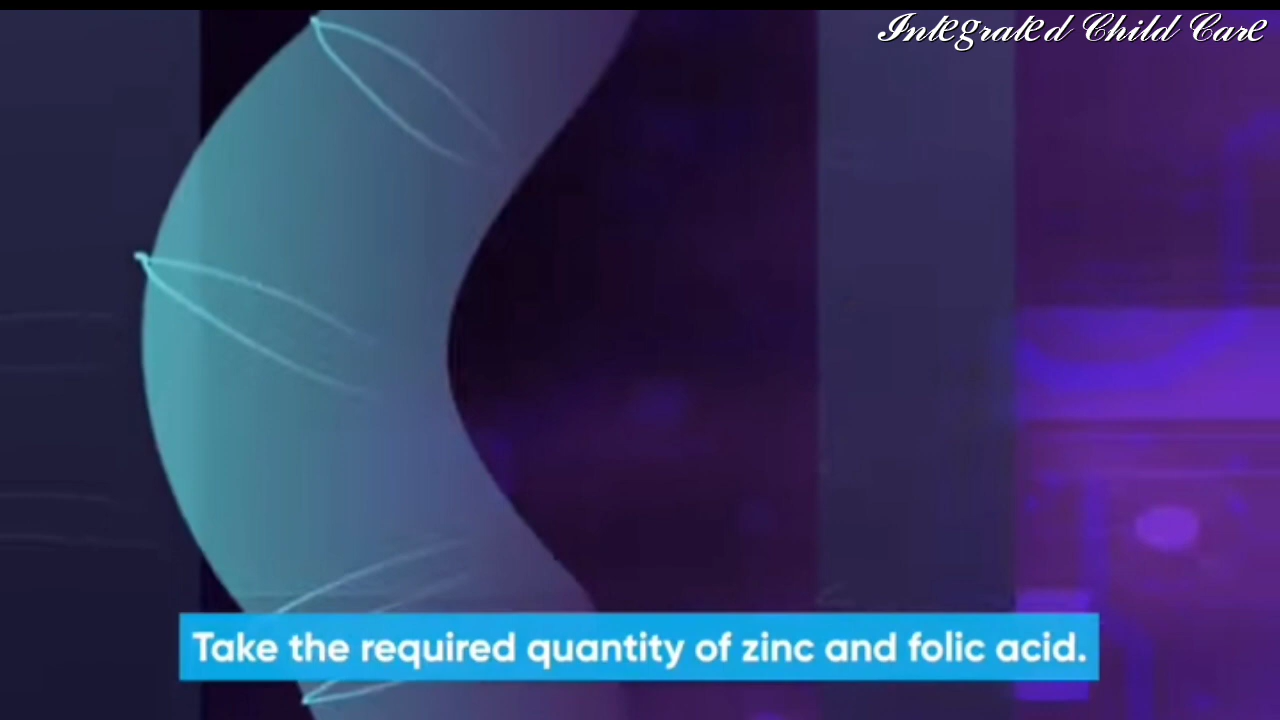 Integrated Child Care
Take the required quantity of zinc and folic acid.